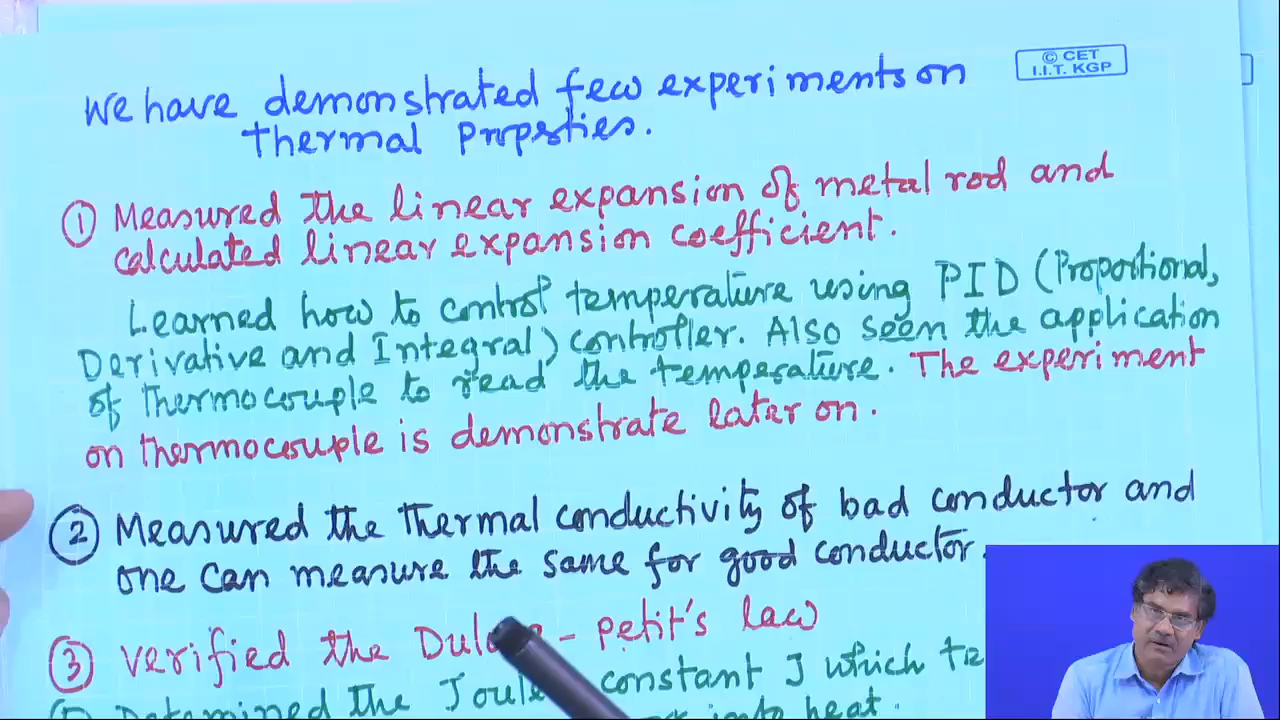 © CET
I.I.T. KGP
We have demonstrated few experiments on
thermal Properties.
① Measured the linear expansion of metal rod and
calculated linear expansion coefficient.
Learned how to control temperature using PID (Proportional,
Derivative and Integral) controller. Also seen the application
of thermocouple to read the temperature. The experiment
on thermocouple is demonstrate later on.
② Measured the thermal conductivity of bad conductor and
one can measure the same for good conductor.
③ Verified the - petit's law
Determined the constant J which
into heat.